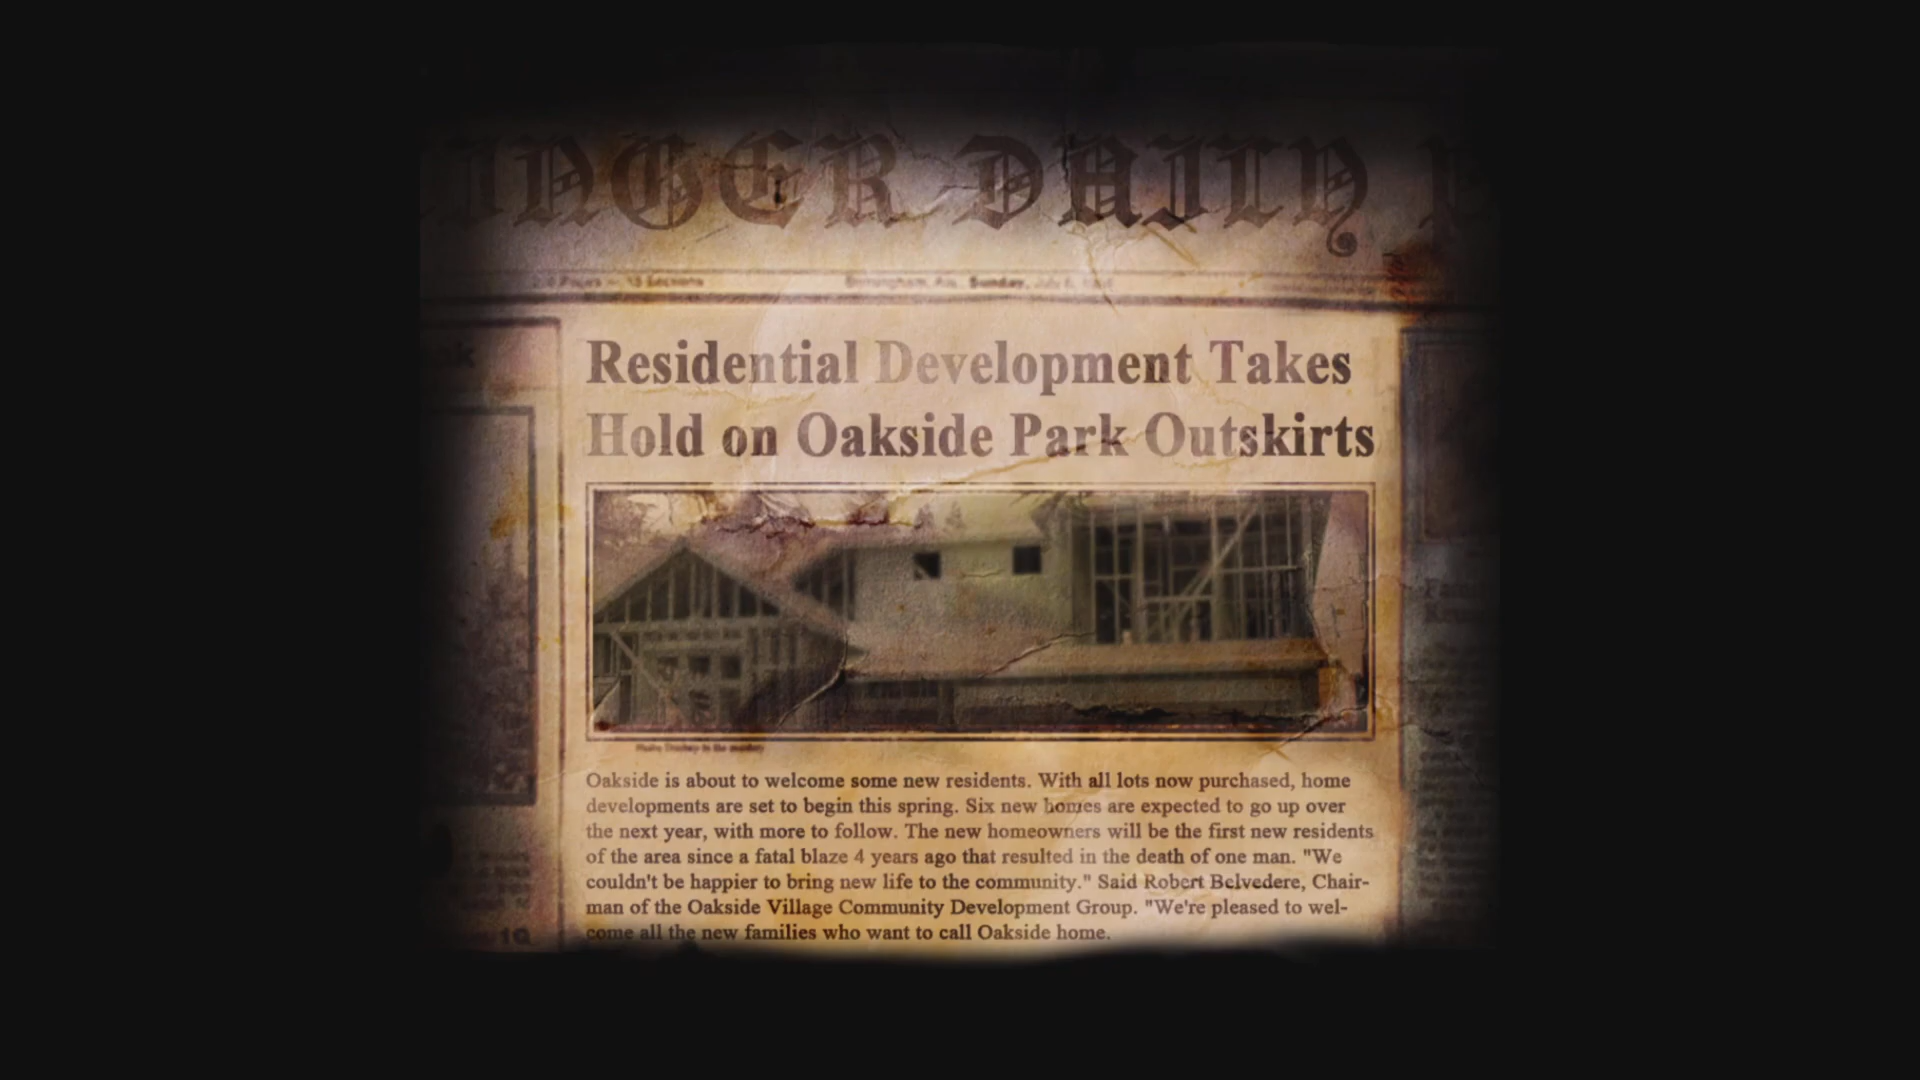 INGER DAILY
Sunday, July
Residential Development Takes
Hold on Oakside Park Outskirts
Oakside is about to welcome some new residents. With all lots now purchased, home
developments are set to begin this spring. Six new homes are expected to go up over
the next year, with more to follow. The new homeowners will be the first new residents
of the area since a fatal blaze 4 years ago that resulted in the death of one man. "We
couldn't be happier to bring new life to the community." Said Robert Belvedere, Chair-
man of the Oakside Village Community Development Group. "We're pleased to wel-
come all the new families who want to call Oakside home.